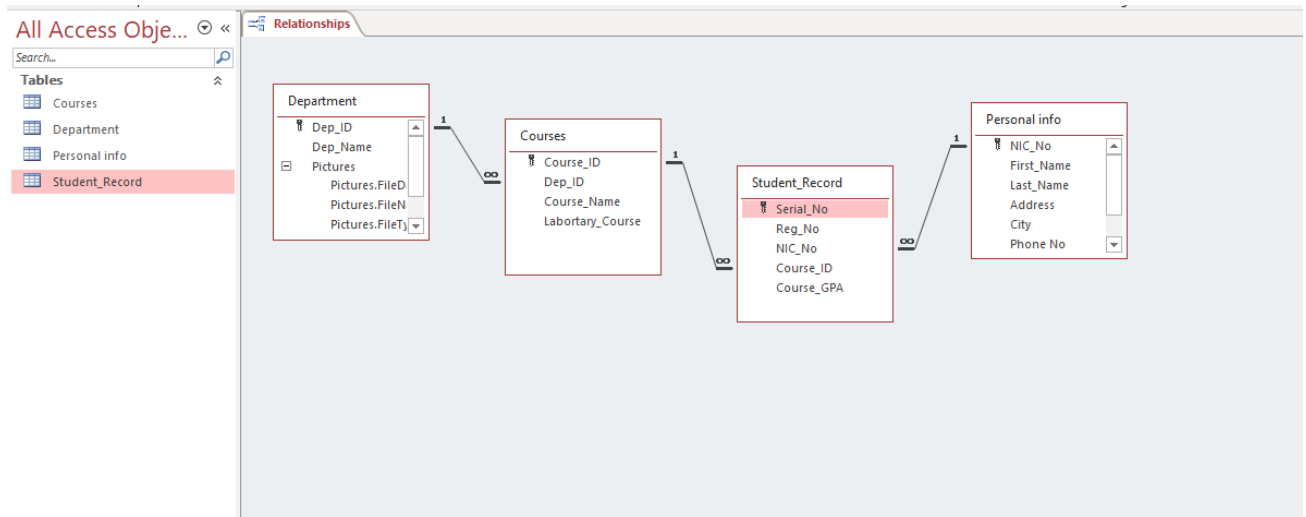 All Access Obje...
Search...
Tables
Courses
Department
Personal info
Student_Record
Relationships
Department
Dep_ID
Dep_Name
Pictures
Pictures.FileD
Pictures.FileN
Pictures.FileTy
1
∞
Courses
Course_ID
Dep_ID
Course_Name
Labortary_Course
1
∞
Student_Record
Serial_No
Reg_No
NIC_No
Course_ID
Course_GPA
∞
1
Personal info
NIC_No
First_Name
Last_Name
Address
City
Phone No